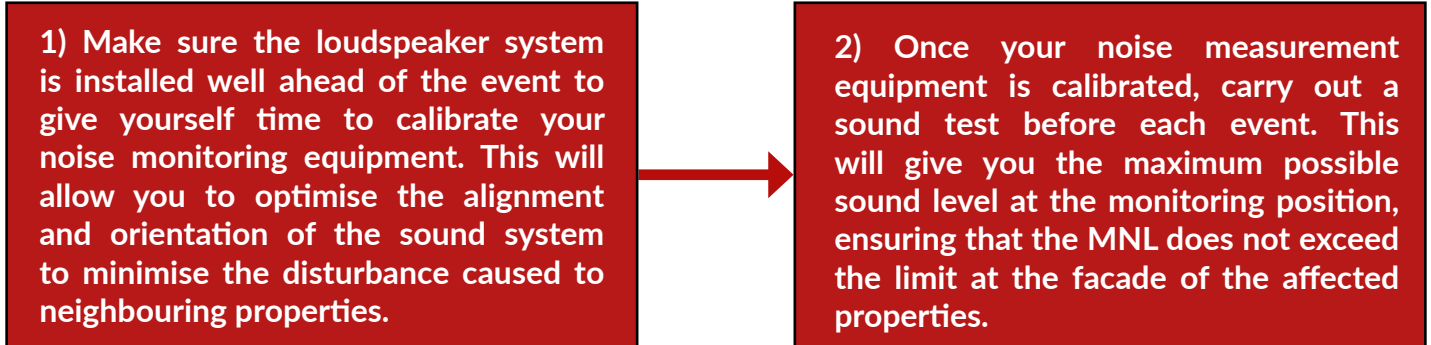 1) Make sure the loudspeaker system
is installed well ahead of the event to
give yourself time to calibrate your
noise monitoring equipment. This will
allow you to optimise the alignment
and orientation of the sound system
to minimise the disturbance caused to
neighbouring properties.
2) Once your noise measurement
equipment is calibrated, carry out a
sound test before each event. This
will give you the maximum possible
sound level at the monitoring position,
ensuring that the MNL does not exceed
the limit at the facade of the affected
properties.